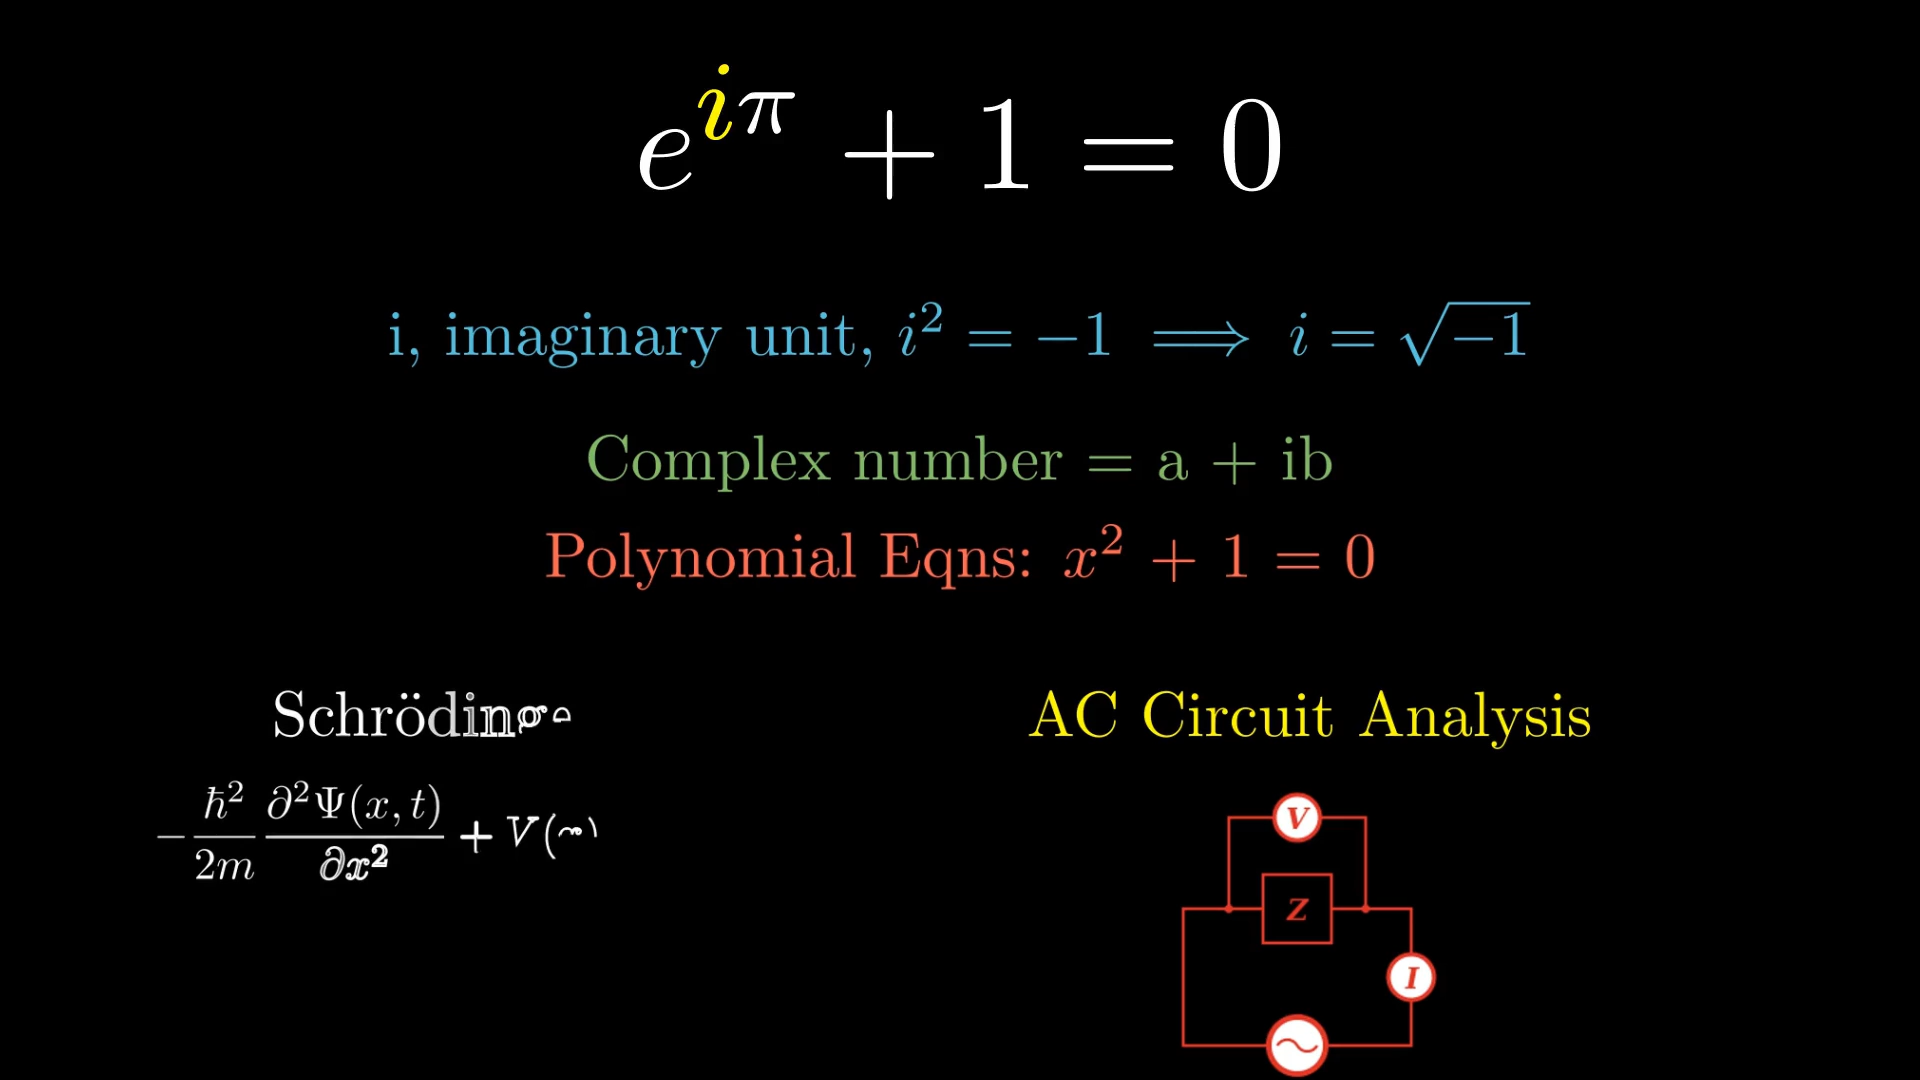 e^{iπ} + 1 = 0
i, imaginary unit, i² = −1 ⟹ i = √−1
Complex number = a + ib
Polynomial Eqns: x² + 1 = 0
AC Circuit Analysis
−ħ²/2m ∂²Ψ(x, t)/∂x² + V(
V
Z
I